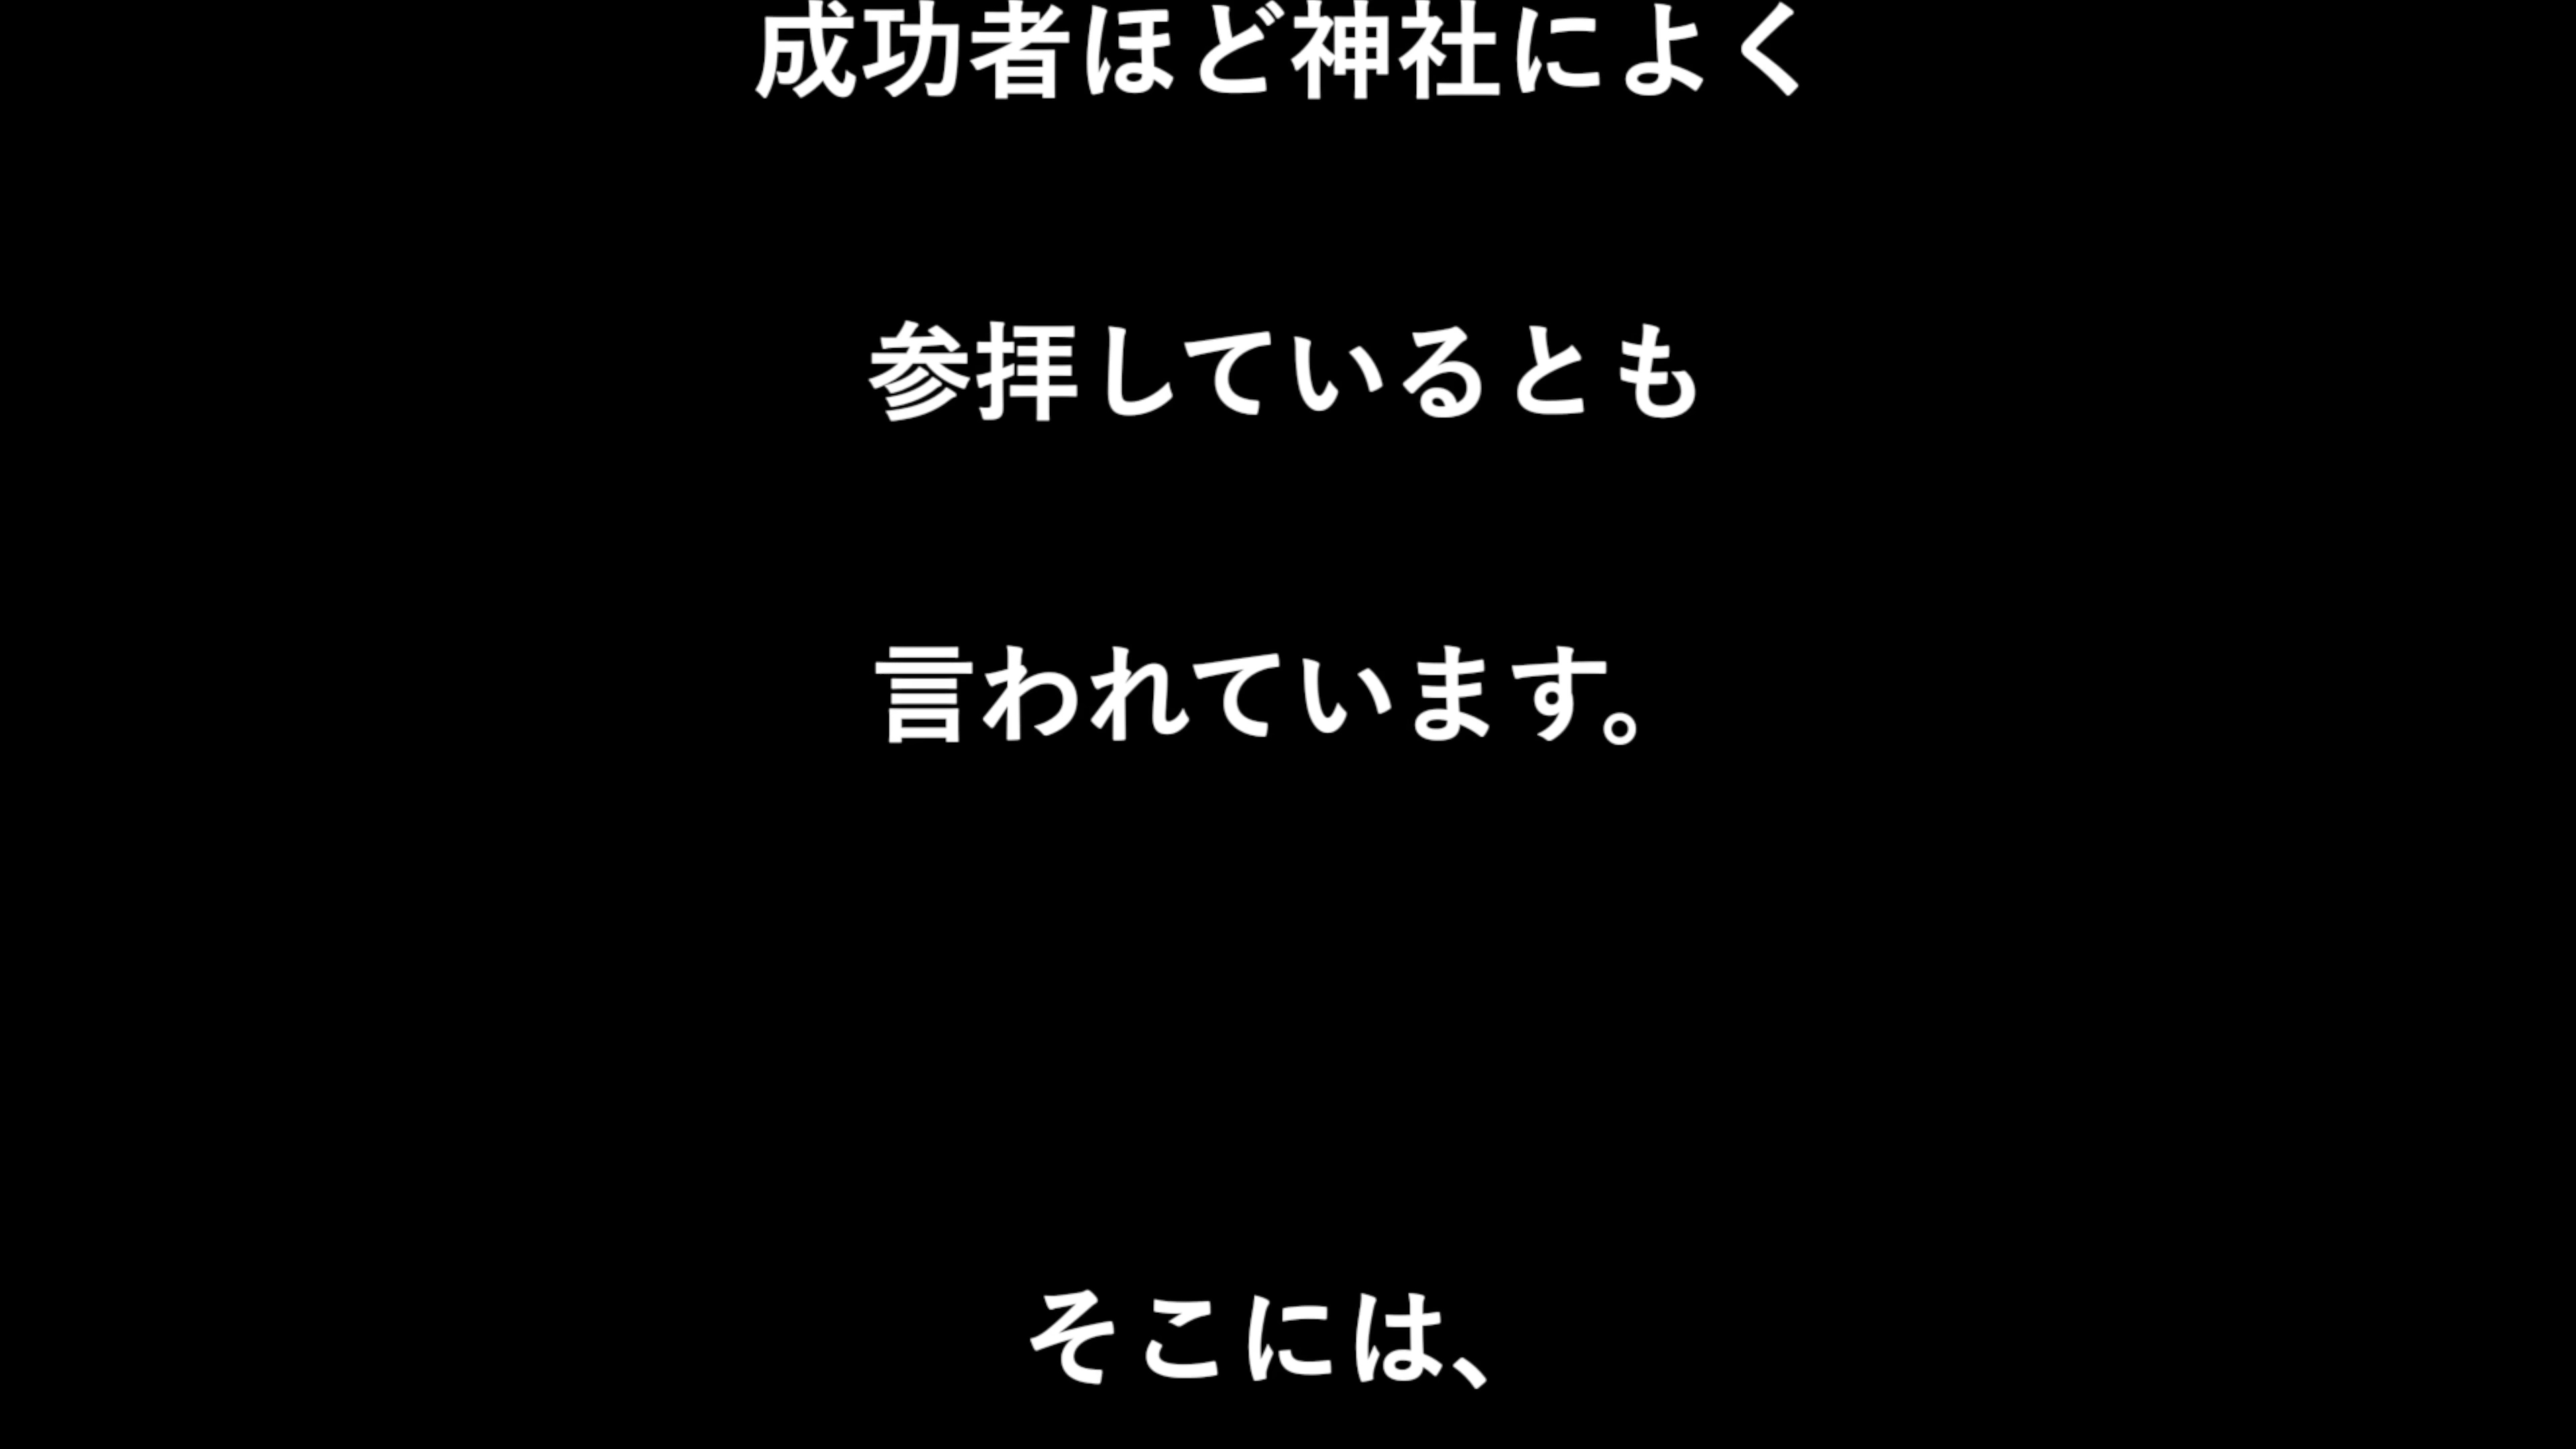 成功者ほど神社によく
参拝しているとも
言われています。
そこには、